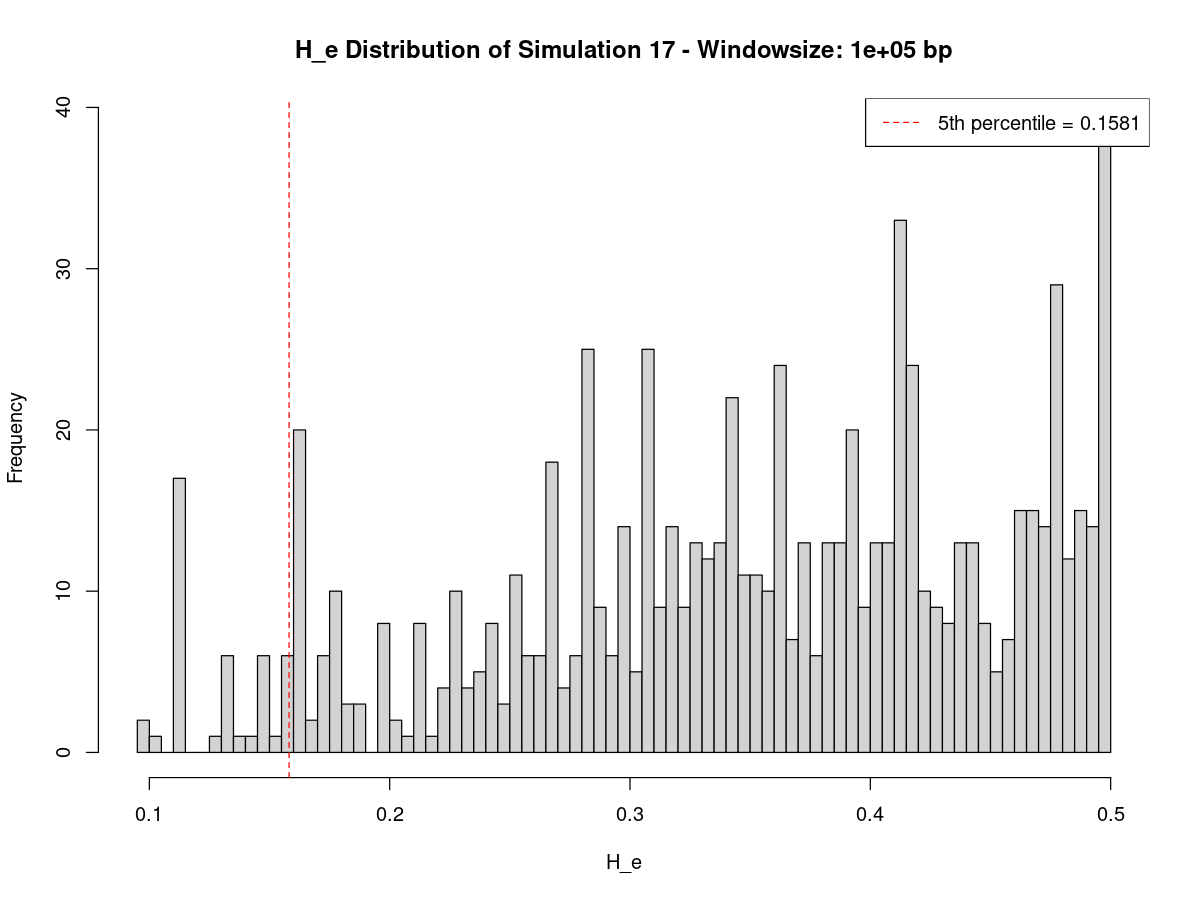 H_e Distribution of Simulation 17 - Windowsize: 1e+05 bp
5th percentile = 0.1581
Frequency
40
30
20
10
0
0.1 0.2 0.3 0.4 0.5
H_e